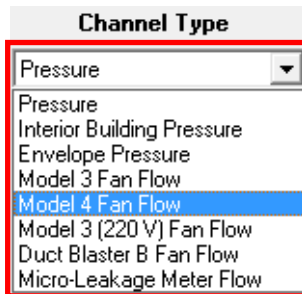 Channel Type
Pressure
Pressure
Interior Building Pressure
Envelope Pressure
Model 3 Fan Flow
Model 4 Fan Flow
Model 3 (220 V) Fan Flow
Duct Blaster B Fan Flow
Micro-Leakage Meter Flow